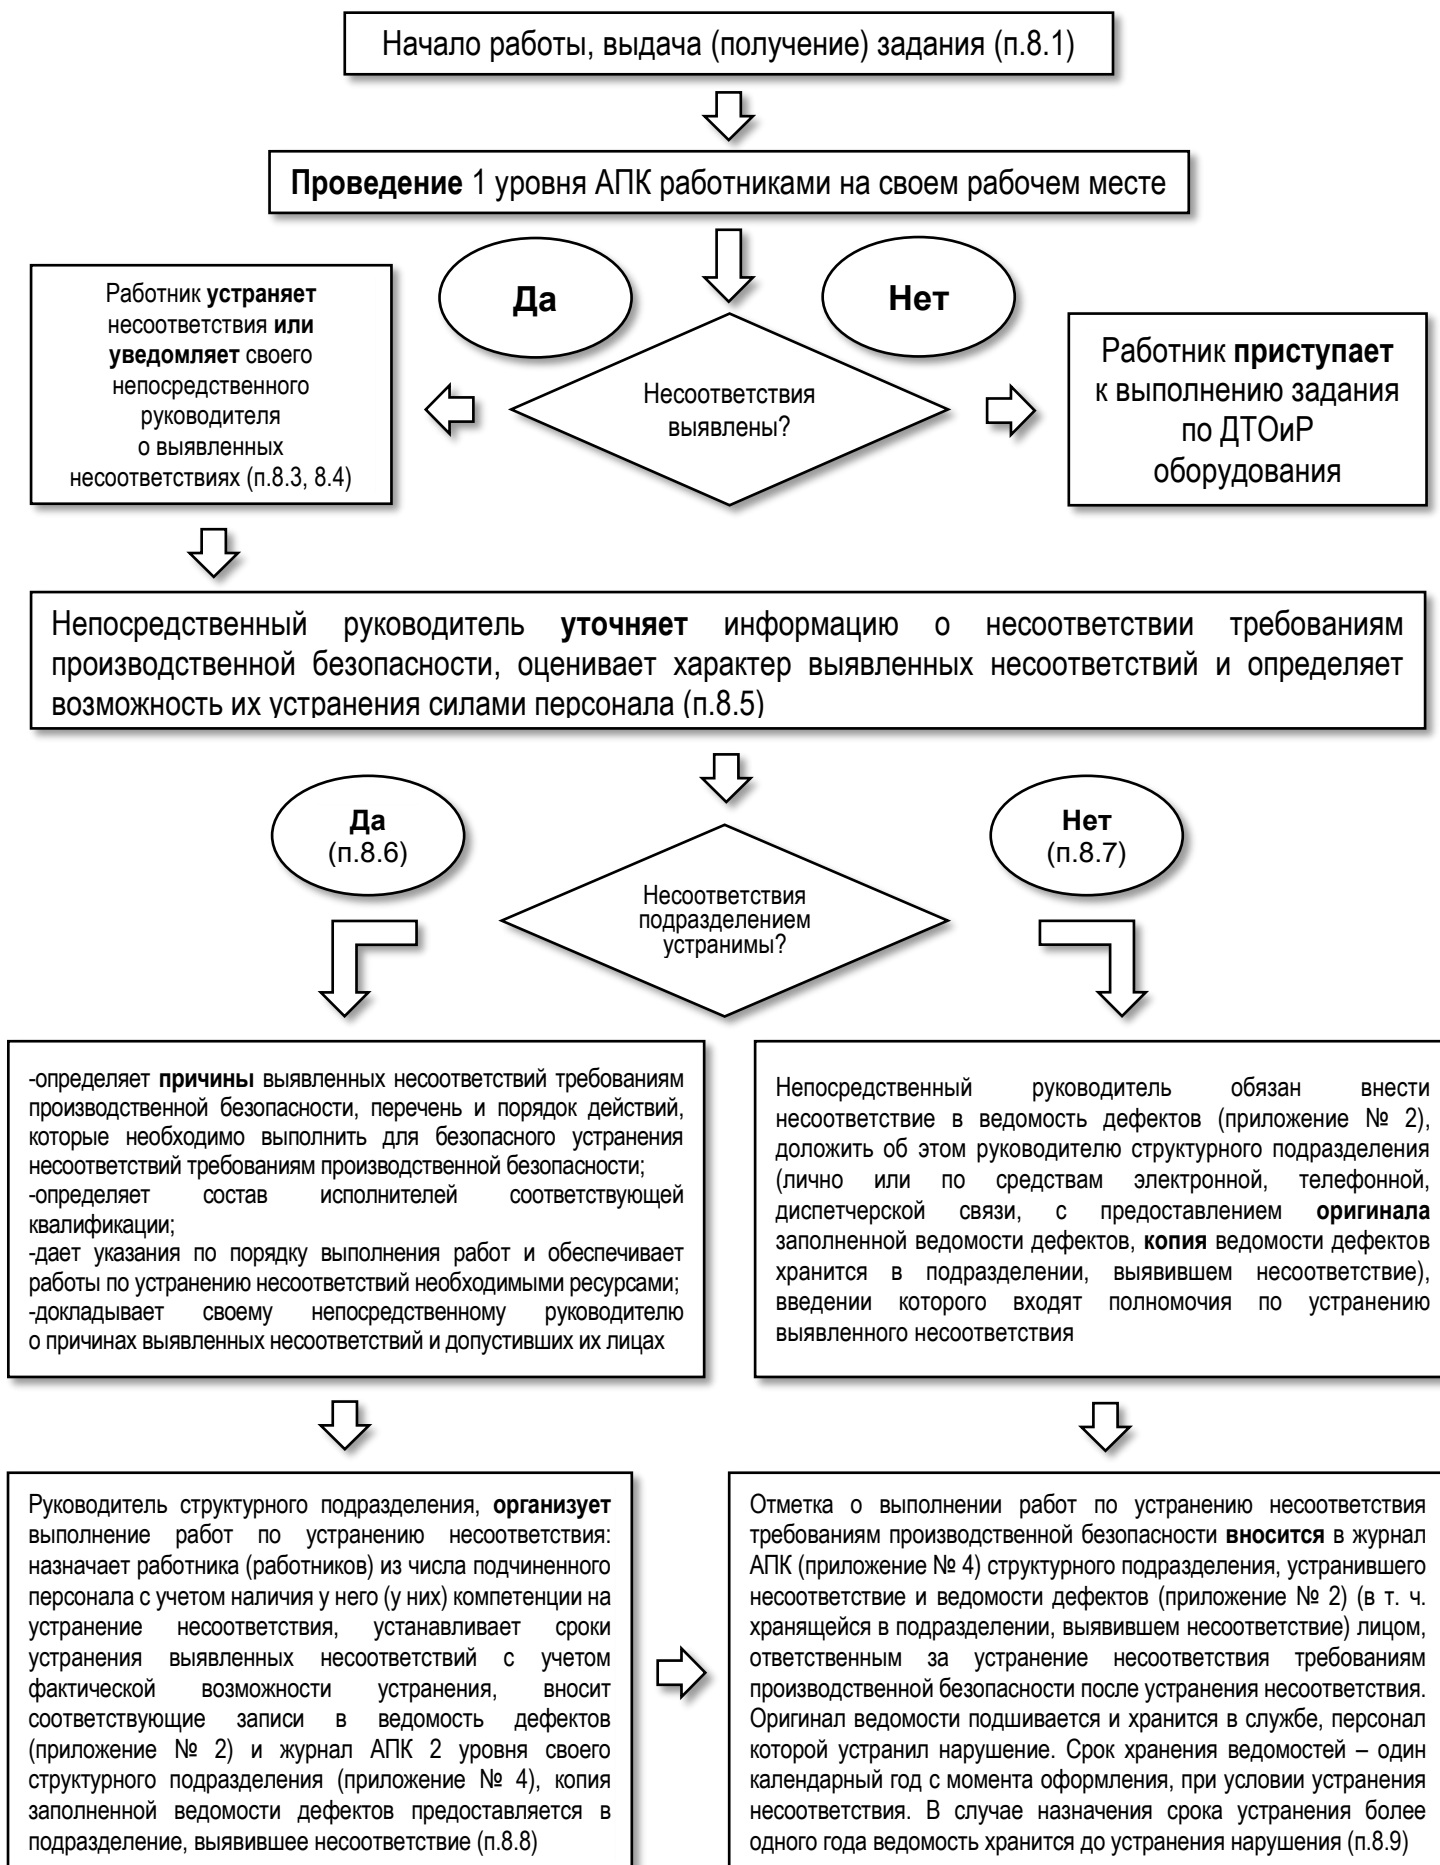 Начало работы, выдача (получение) задания (п.8.1)
Проведение 1 уровня АПК работниками на своем рабочем месте
Да
Нет
Работник устраняет
несоответствия или
уведомляет своего
непосредственного
руководителя
о выявленных
несоответствиях (п.8.3, 8.4)
Несоответствия
выявлены?
Работник приступает
к выполнению задания
по ДТОиР
оборудования
Непосредственный руководитель уточняет информацию о несоответствии требованиям
производственной безопасности, оценивает характер выявленных несоответствий и определяет
возможность их устранения силами персонала (п.8.5)
Да
(п.8.6)
Нет
(п.8.7)
Несоответствия
подразделением
устранимы?
-определяет причины выявленных несоответствий требованиям
производственной безопасности, перечень и порядок действий,
которые необходимо выполнить для безопасного устранения
несоответствий требованиям производственной безопасности;
-определяет состав исполнителей соответствующей
квалификации;
-дает указания по порядку выполнения работ и обеспечивает
работы по устранению несоответствий необходимыми ресурсами;
-докладывает своему непосредственному руководителю
о причинах выявленных несоответствий и допустивших их лицах
Непосредственный руководитель обязан внести
несоответствие в ведомость дефектов (приложение № 2),
доложить об этом руководителю структурного подразделения
(лично или по средствам электронной, телефонной,
диспетчерской связи, с предоставлением оригинала
заполненной ведомости дефектов, копия ведомости дефектов
хранится в подразделении, выявившем несоответствие),
введении которого входят полномочия по устранению
выявленного несоответствия
Руководитель структурного подразделения, организует
выполнение работ по устранению несоответствия:
назначает работника (работников) из числа подчиненного
персонала с учетом наличия у него (у них) компетенции на
устранение несоответствия, устанавливает сроки
устранения выявленных несоответствий с учетом
фактической возможности устранения, вносит
соответствующие записи в ведомость дефектов
(приложение № 2) и журнал АПК 2 уровня своего
структурного подразделения (приложение № 4), копия
заполненной ведомости дефектов предоставляется в
подразделение, выявившее несоответствие (п.8.8)
Отметка о выполнении работ по устранению несоответствия
требованиям производственной безопасности вносится в журнал
АПК (приложение № 4) структурного подразделения, устранившего
несоответствие и ведомости дефектов (приложение № 2) (в т. ч.
хранящейся в подразделении, выявившем несоответствие) лицом,
ответственным за устранение несоответствия требованиям
производственной безопасности после устранения несоответствия.
Оригинал ведомости подшивается и хранится в службе, персонал
которой устранил нарушение. Срок хранения ведомостей – один
календарный год с момента оформления, при условии устранения
несоответствия. В случае назначения срока устранения более
одного года ведомость хранится до устранения нарушения (п.8.9)